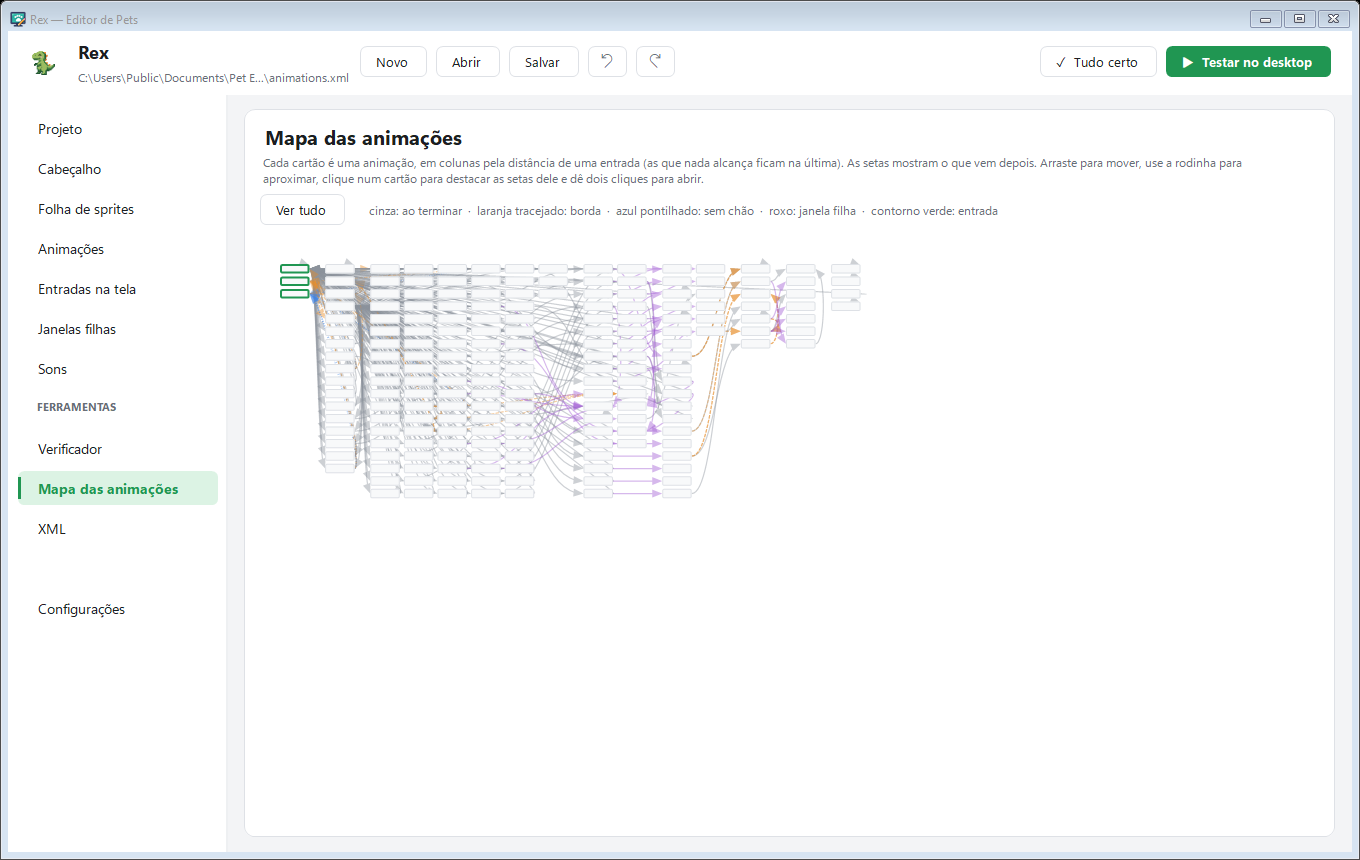 Rex — Editor de Pets
Rex
C:\Users\Public\Documents\Pet E...\animations.xml
Novo
Abrir
Salvar
✓ Tudo certo
▶ Testar no desktop
Projeto
Cabeçalho
Folha de sprites
Animações
Entradas na tela
Janelas filhas
Sons
FERRAMENTAS
Verificador
Mapa das animações
XML
Configurações
Mapa das animações
Cada cartão é uma animação, em colunas pela distância de uma entrada (as que nada alcança ficam na última). As setas mostram o que vem depois. Arraste para mover, use a rodinha para
aproximar, clique num cartão para destacar as setas dele e dê dois cliques para abrir.
Ver tudo
cinza: ao terminar · laranja tracejado: borda · azul pontilhado: sem chão · roxo: janela filha · contorno verde: entrada